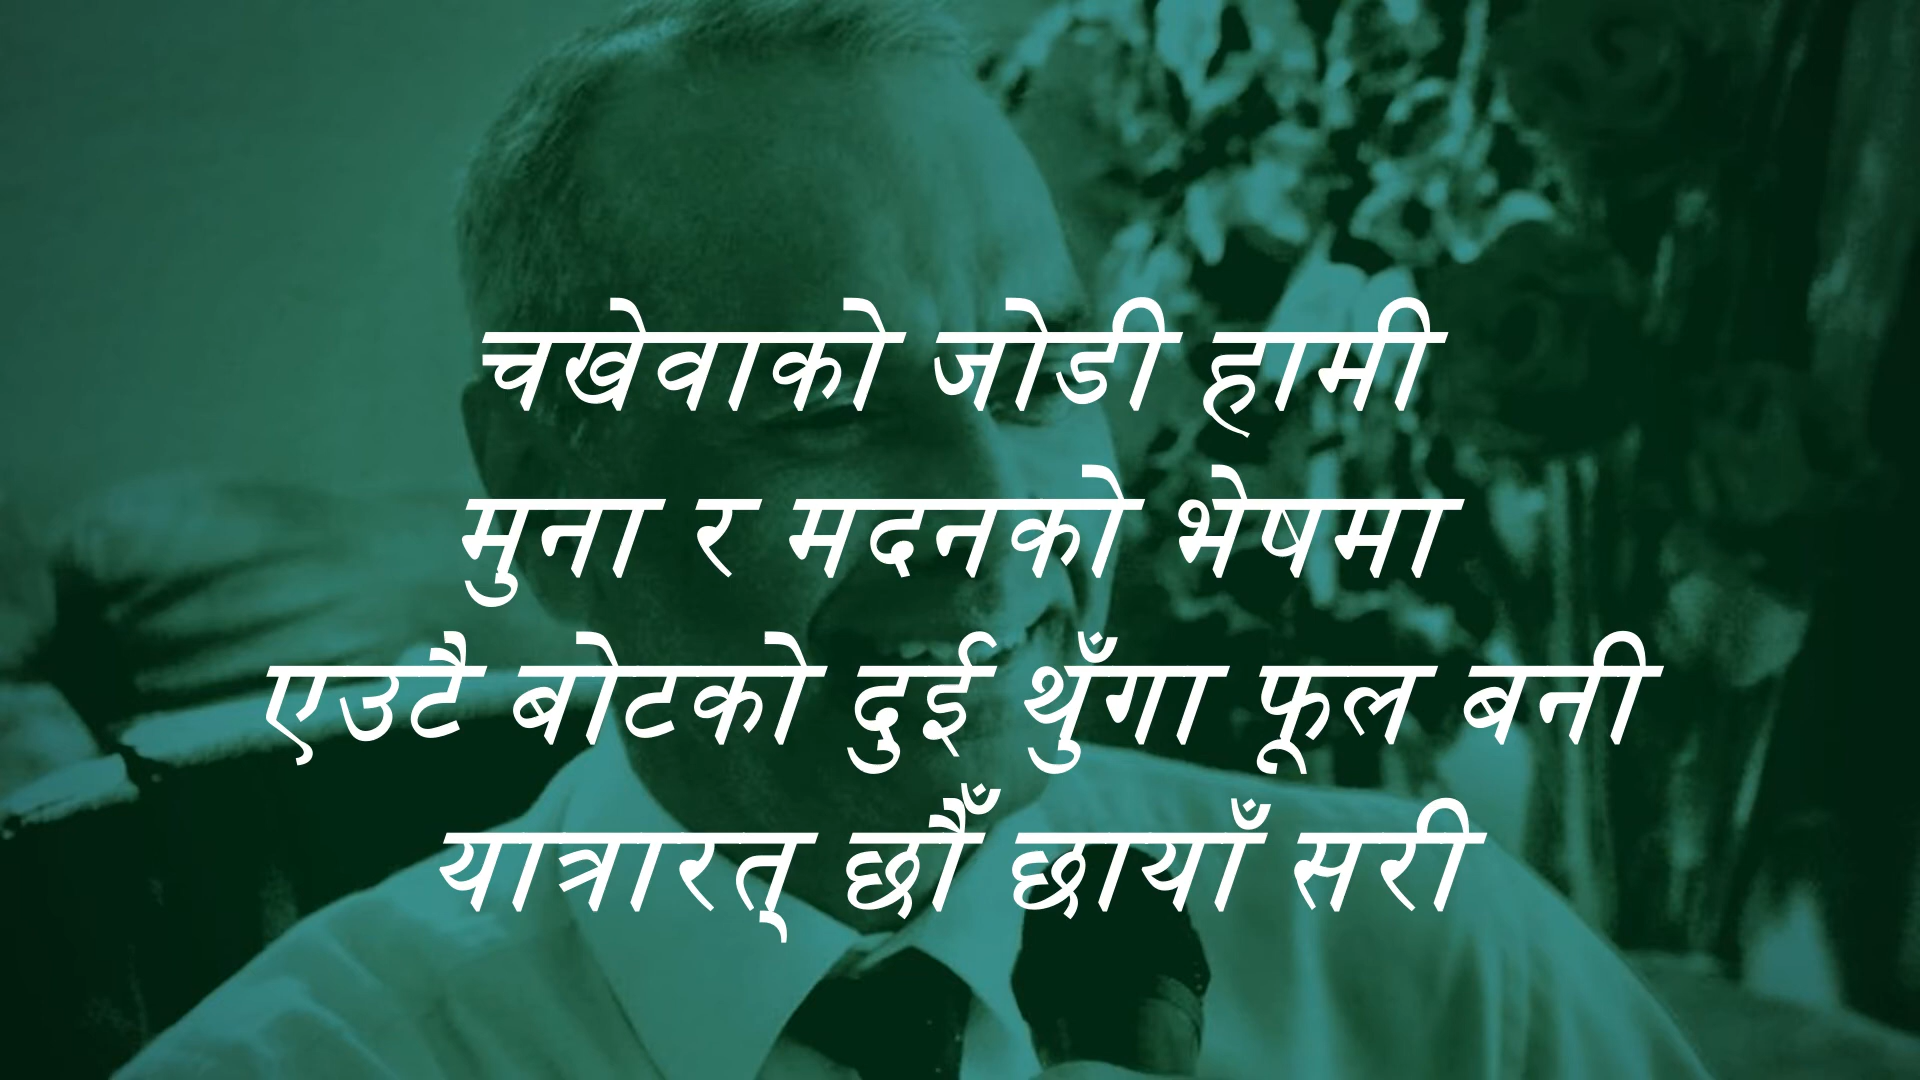 चखेवाको जोडी हामी
मुना र मदनको भेषमा
एउटै बोटको दुई थुँगा फूल बनी
यात्रारत् छौँ छायाँ सरी